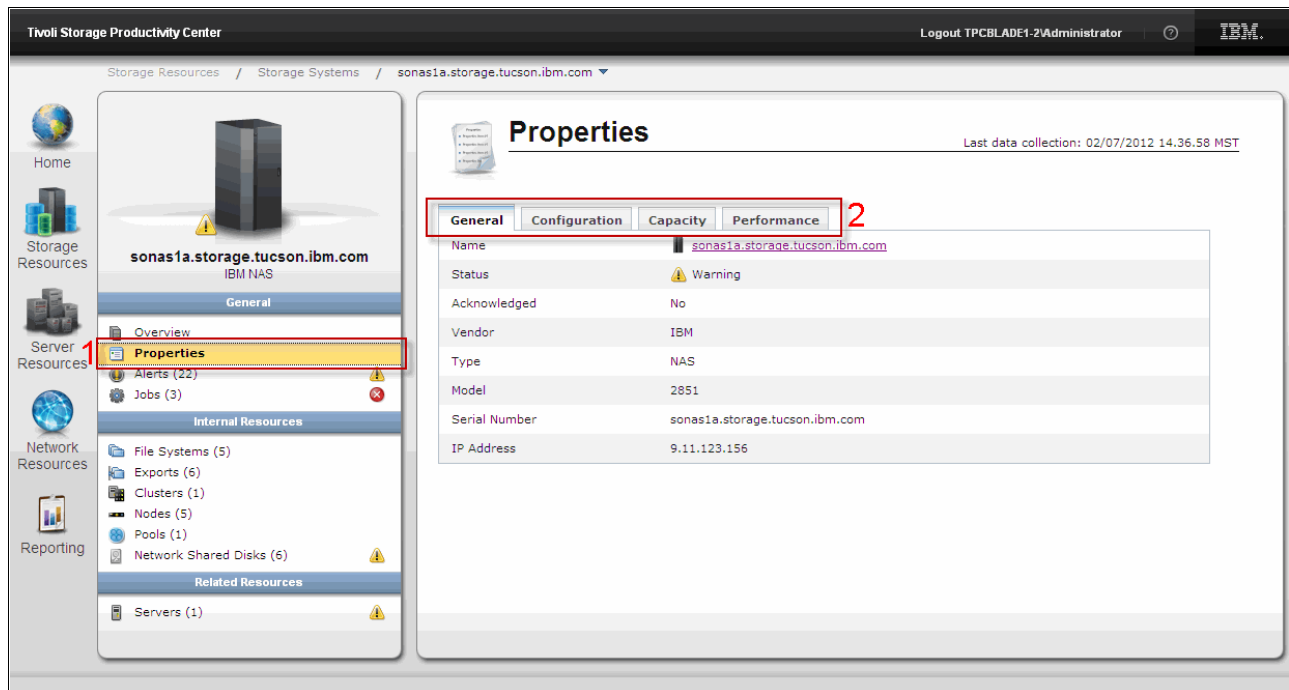 Tivoli Storage Productivity Center
Logout TPCBLADE1-2\Administrator
?
IBM.
Storage Resources / Storage Systems / sonas1a.storage.tucson.ibm.com
Home
Storage Resources
Server Resources
Network Resources
Reporting
sonas1a.storage.tucson.ibm.com
IBM NAS
General
Overview
1
Properties
Alerts (22)
Jobs (3)
Internal Resources
File Systems (5)
Exports (6)
Clusters (1)
Nodes (5)
Pools (1)
Network Shared Disks (6)
Related Resources
Servers (1)
Properties
Last data collection: 02/07/2012 14.36.58 MST
General Configuration Capacity Performance 2
Name sonas1a.storage.tucson.ibm.com
Status Warning
Acknowledged No
Vendor IBM
Type NAS
Model 2851
Serial Number sonas1a.storage.tucson.ibm.com
IP Address 9.11.123.156